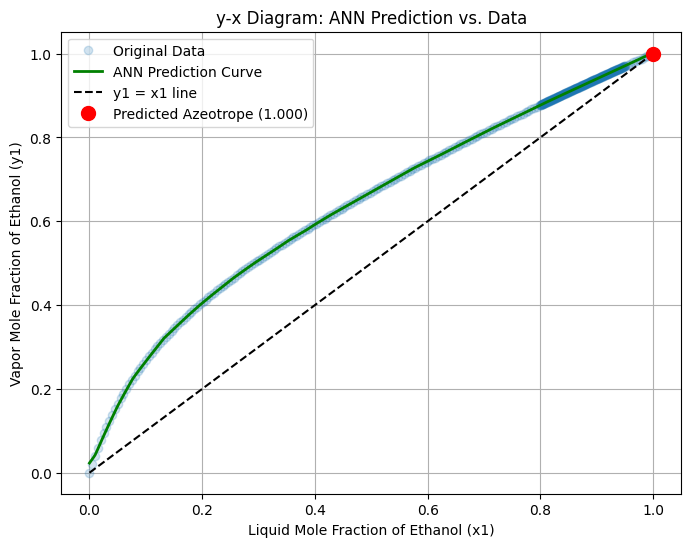 y-x Diagram: ANN Prediction vs. Data
Original Data
ANN Prediction Curve
y1 = x1 line
Predicted Azeotrope (1.000)
Vapor Mole Fraction of Ethanol (y1)
1.0
0.8
0.6
0.4
0.2
0.0
0.0 0.2 0.4 0.6 0.8 1.0
Liquid Mole Fraction of Ethanol (x1)